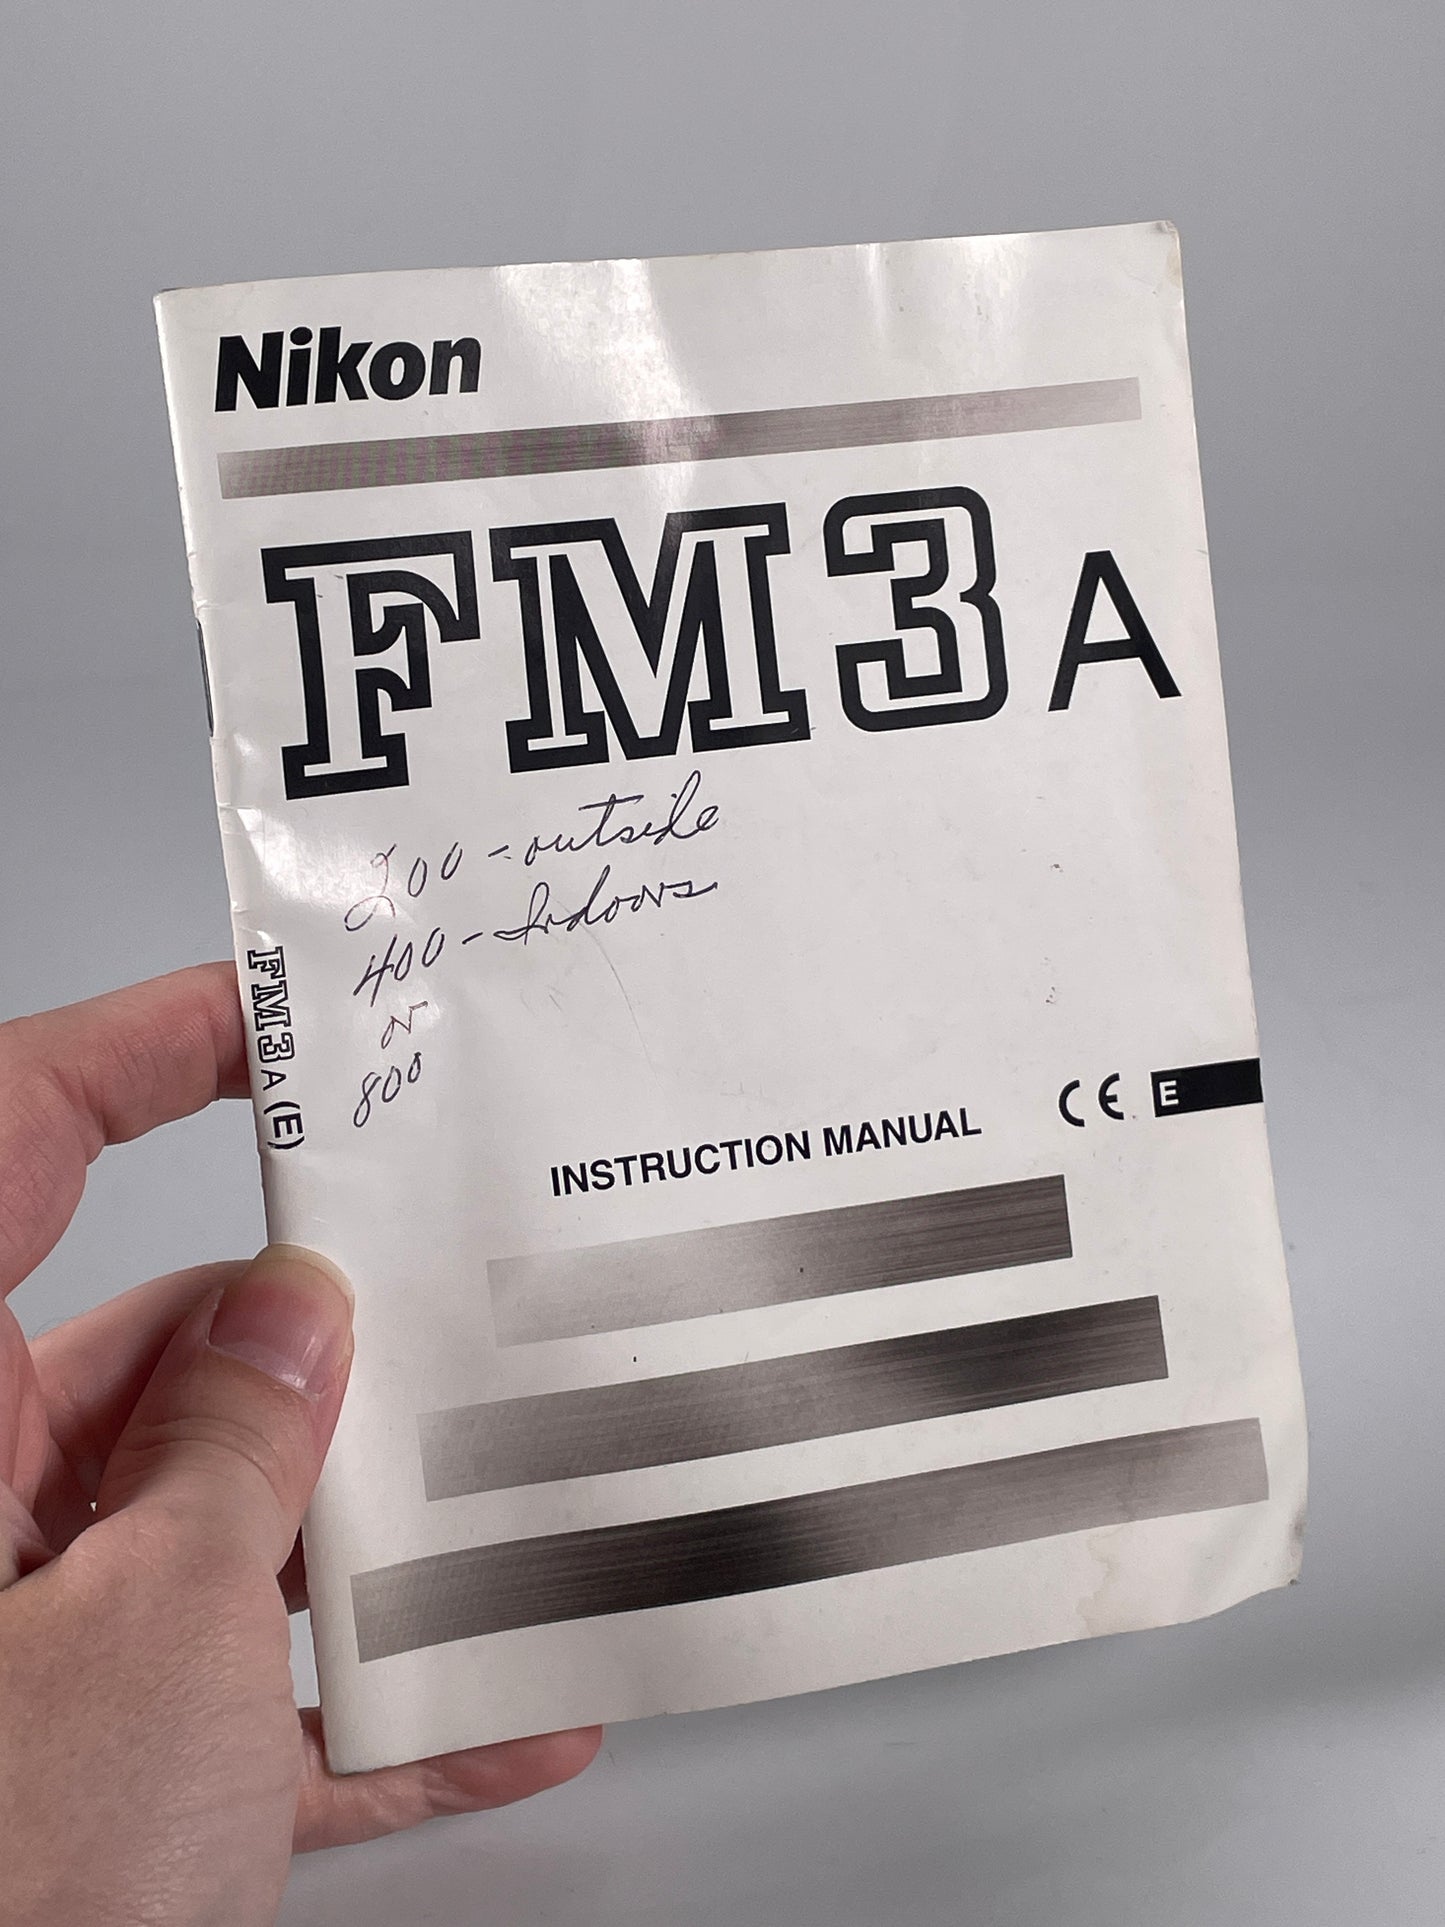 Nikon
FM3A
200 - outside
400 - Indoors
or
800
FM3A (E)
INSTRUCTION MANUAL
CE E